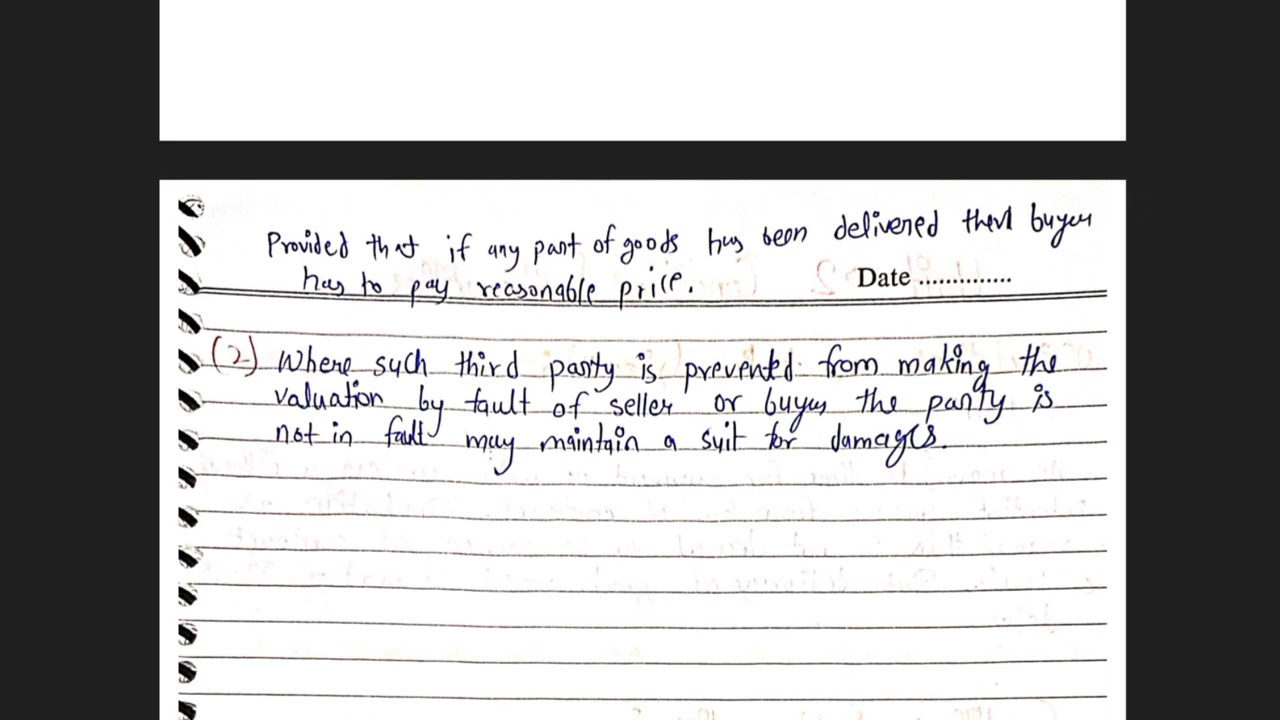 Provided that if any part of goods has been delivered then buyer
has to pay reasonable price.
Date ..............
(2) Where such third party is prevented from making the
valuation by fault of seller or buyer the party is
not in fault may maintain a suit for damages.